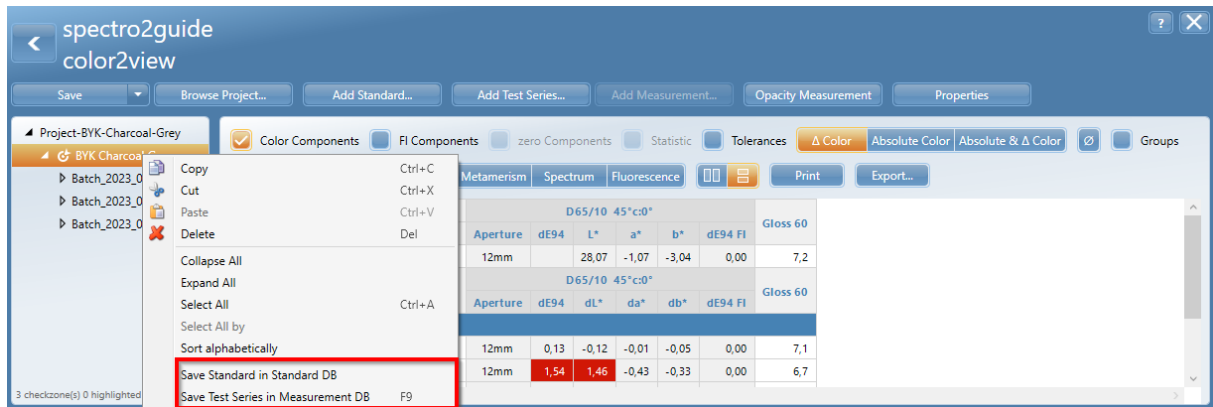 spectro2guide
color2view
?
Save Browse Project... Add Standard... Add Test Series... Add Measurement... Opacity Measurement Properties
Project-BYK-Charcoal-Grey
Color Components FI Components zero Components Statistic Tolerances Δ Color Absolute Color Absolute & Δ Color Ø Groups
BYK Charcoal
Copy Ctrl+C
Metamerism Spectrum Fluorescence Print Export...
Batch_2023_0
Cut Ctrl+X
Batch_2023_0
Paste Ctrl+V
D65/10 45°c:0° Gloss 60
Batch_2023_0
Delete Del
Aperture dE94 L* a* b* dE94 FI
12mm 28,07 -1,07 -3,04 0,00 7,2
Collapse All
Expand All
D65/10 45°c:0° Gloss 60
Select All Ctrl+A
Aperture dE94 dL* da* db* dE94 FI
Select All by
Sort alphabetically
12mm 0,13 -0,12 -0,01 -0,05 0,00 7,1
Save Standard in Standard DB
12mm 1,54 1,46 -0,43 -0,33 0,00 6,7
3 checkzone(s) 0 highlighted
Save Test Series in Measurement DB F9